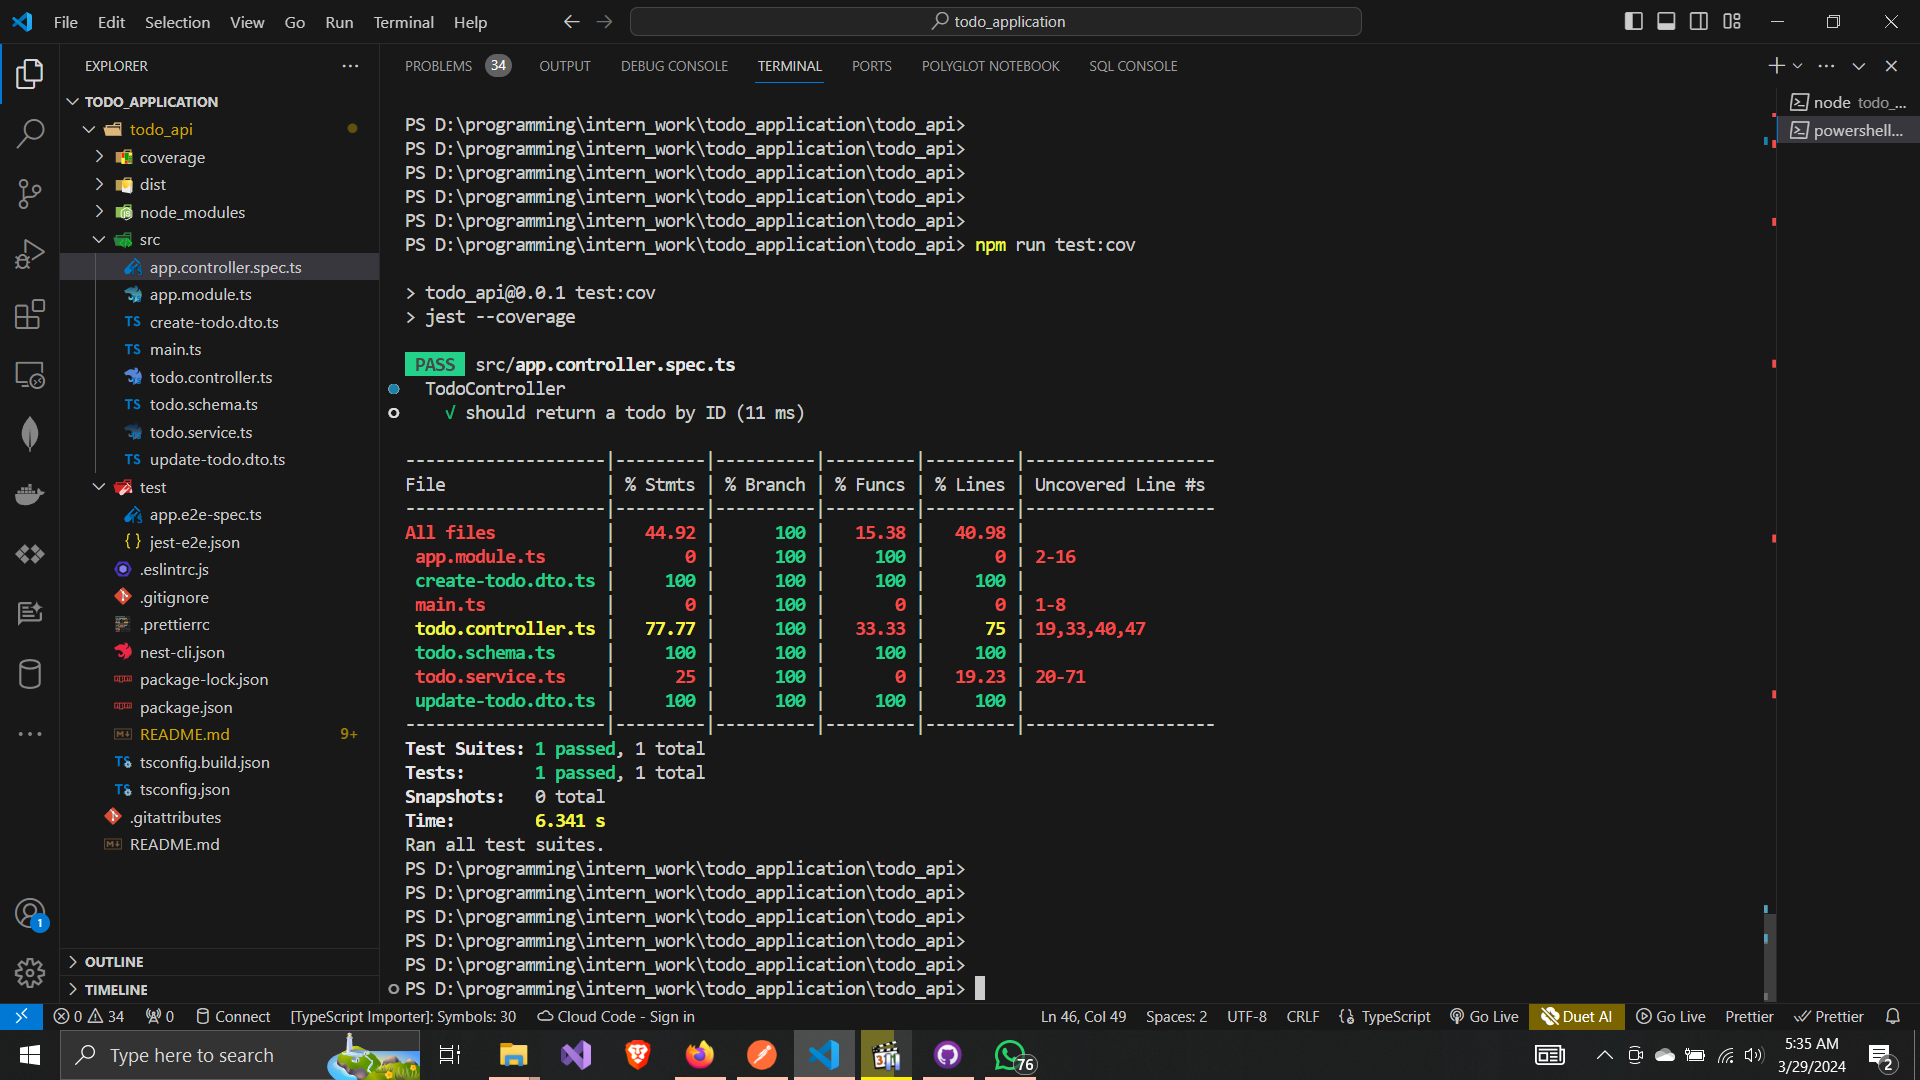 File Edit Selection View Go Run Terminal Help
todo_application
EXPLORER
TODO_APPLICATION
todo_api
coverage
dist
node_modules
src
app.controller.spec.ts
app.module.ts
TS create-todo.dto.ts
TS main.ts
todo.controller.ts
TS todo.schema.ts
todo.service.ts
TS update-todo.dto.ts
test
app.e2e-spec.ts
{} jest-e2e.json
.eslintrc.js
.gitignore
.prettierrc
nest-cli.json
package-lock.json
package.json
README.md 9+
TS tsconfig.build.json
TS tsconfig.json
.gitattributes
README.md
OUTLINE
TIMELINE
1
PROBLEMS 34 OUTPUT DEBUG CONSOLE TERMINAL PORTS POLYGLOT NOTEBOOK SQL CONSOLE
node todo_...
powershell...
PS D:\programming\intern_work\todo_application\todo_api>
PS D:\programming\intern_work\todo_application\todo_api>
PS D:\programming\intern_work\todo_application\todo_api>
PS D:\programming\intern_work\todo_application\todo_api>
PS D:\programming\intern_work\todo_application\todo_api>
PS D:\programming\intern_work\todo_application\todo_api> npm run test:cov
> todo_api@0.0.1 test:cov
> jest --coverage
PASS src/app.controller.spec.ts
TodoController
√ should return a todo by ID (11 ms)
--------------------|---------|----------|---------|---------|-------------------
File | % Stmts | % Branch | % Funcs | % Lines | Uncovered Line #s
--------------------|---------|----------|---------|---------|-------------------
All files | 44.92 | 100 | 15.38 | 40.98 |
app.module.ts | 0 | 100 | 100 | 0 | 2-16
create-todo.dto.ts | 100 | 100 | 100 | 100 |
main.ts | 0 | 100 | 0 | 0 | 1-8
todo.controller.ts | 77.77 | 100 | 33.33 | 75 | 19,33,40,47
todo.schema.ts | 100 | 100 | 100 | 100 |
todo.service.ts | 25 | 100 | 0 | 19.23 | 20-71
update-todo.dto.ts | 100 | 100 | 100 | 100 |
--------------------|---------|----------|---------|---------|-------------------
Test Suites: 1 passed, 1 total
Tests: 1 passed, 1 total
Snapshots: 0 total
Time: 6.341 s
Ran all test suites.
PS D:\programming\intern_work\todo_application\todo_api>
PS D:\programming\intern_work\todo_application\todo_api>
PS D:\programming\intern_work\todo_application\todo_api>
PS D:\programming\intern_work\todo_application\todo_api>
PS D:\programming\intern_work\todo_application\todo_api>
PS D:\programming\intern_work\todo_application\todo_api>
0 34 0 Connect [TypeScript Importer]: Symbols: 30 Cloud Code - Sign in Ln 46, Col 49 Spaces: 2 UTF-8 CRLF TypeScript Go Live Duet AI Go Live Prettier Prettier
Type here to search
76
5:35 AM
3/29/2024
2